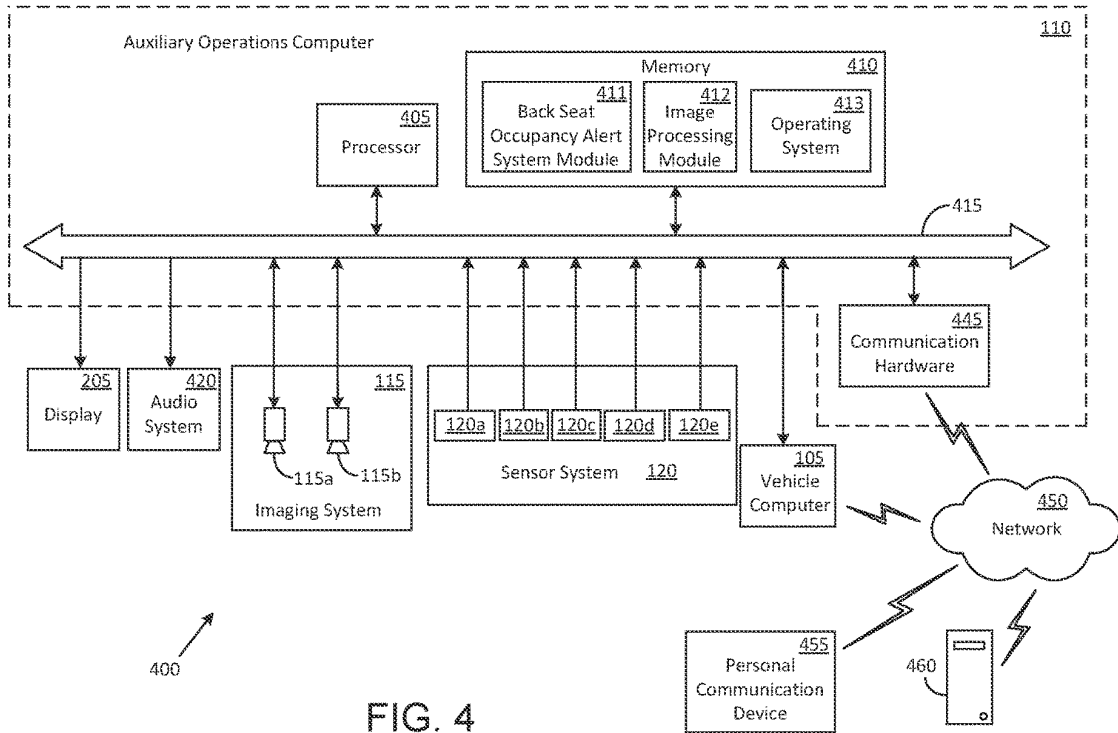 Auxiliary Operations Computer
110
Memory
410
411
Back Seat
Occupancy Alert
System Module
412
Image
Processing
Module
413
Operating
System
405
Processor
415
205
Display
420
Audio
System
115
115a
115b
Imaging System
120a
120b
120c
120d
120e
Sensor System
120
105
Vehicle
Computer
445
Communication
Hardware
450
Network
455
Personal
Communication
Device
460
400
FIG. 4